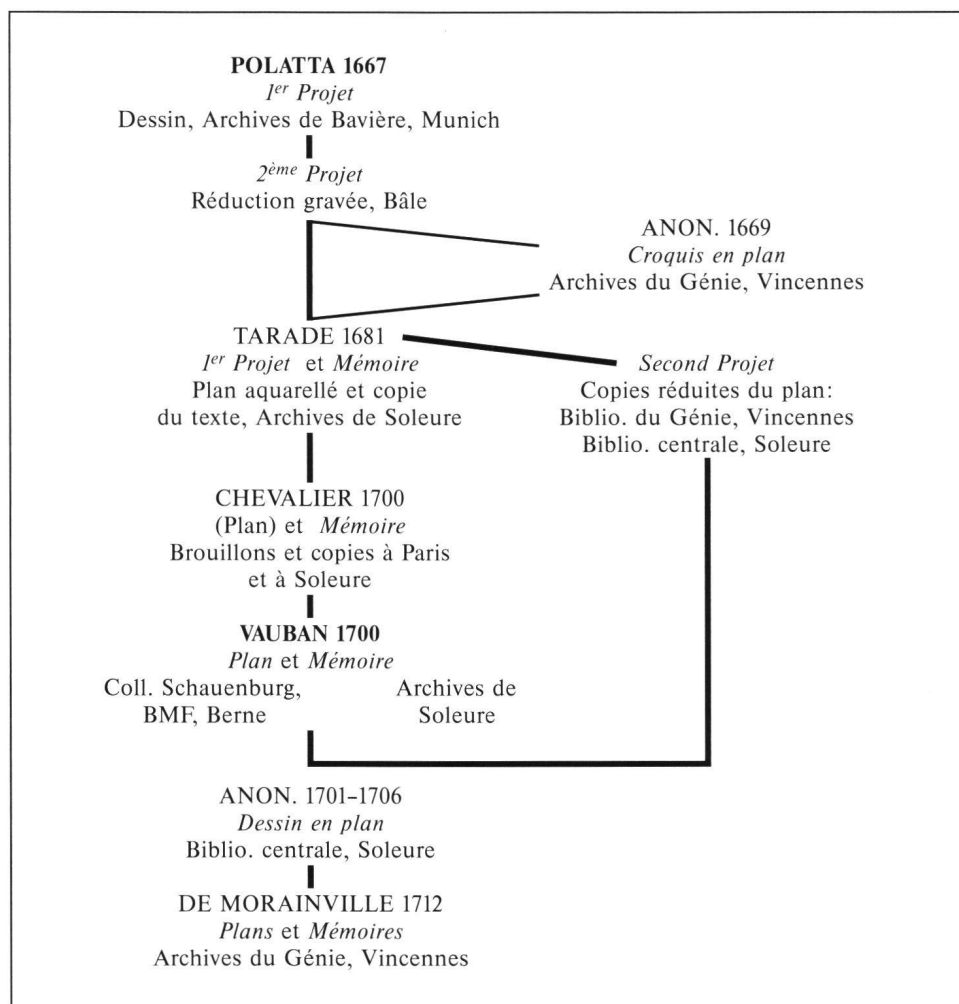 POLATTA 1667
1er Projet
Dessin, Archives de Bavière, Munich
2ème Projet
Réduction gravée, Bâle
ANON. 1669
Croquis en plan
Archives du Génie, Vincennes
TARADE 1681
1er Projet et Mémoire
Plan aquarellé et copie
du texte, Archives de Soleure
Second Projet
Copies réduites du plan:
Biblio. du Génie, Vincennes
Biblio. centrale, Soleure
CHEVALIER 1700
(Plan) et Mémoire
Brouillons et copies à Paris
et à Soleure
VAUBAN 1700
Plan et Mémoire
Coll. Schauenburg,
BMF, Berne
Archives de
Soleure
ANON. 1701–1706
Dessin en plan
Biblio. centrale, Soleure
DE MORAINVILLE 1712
Plans et Mémoires
Archives du Génie, Vincennes